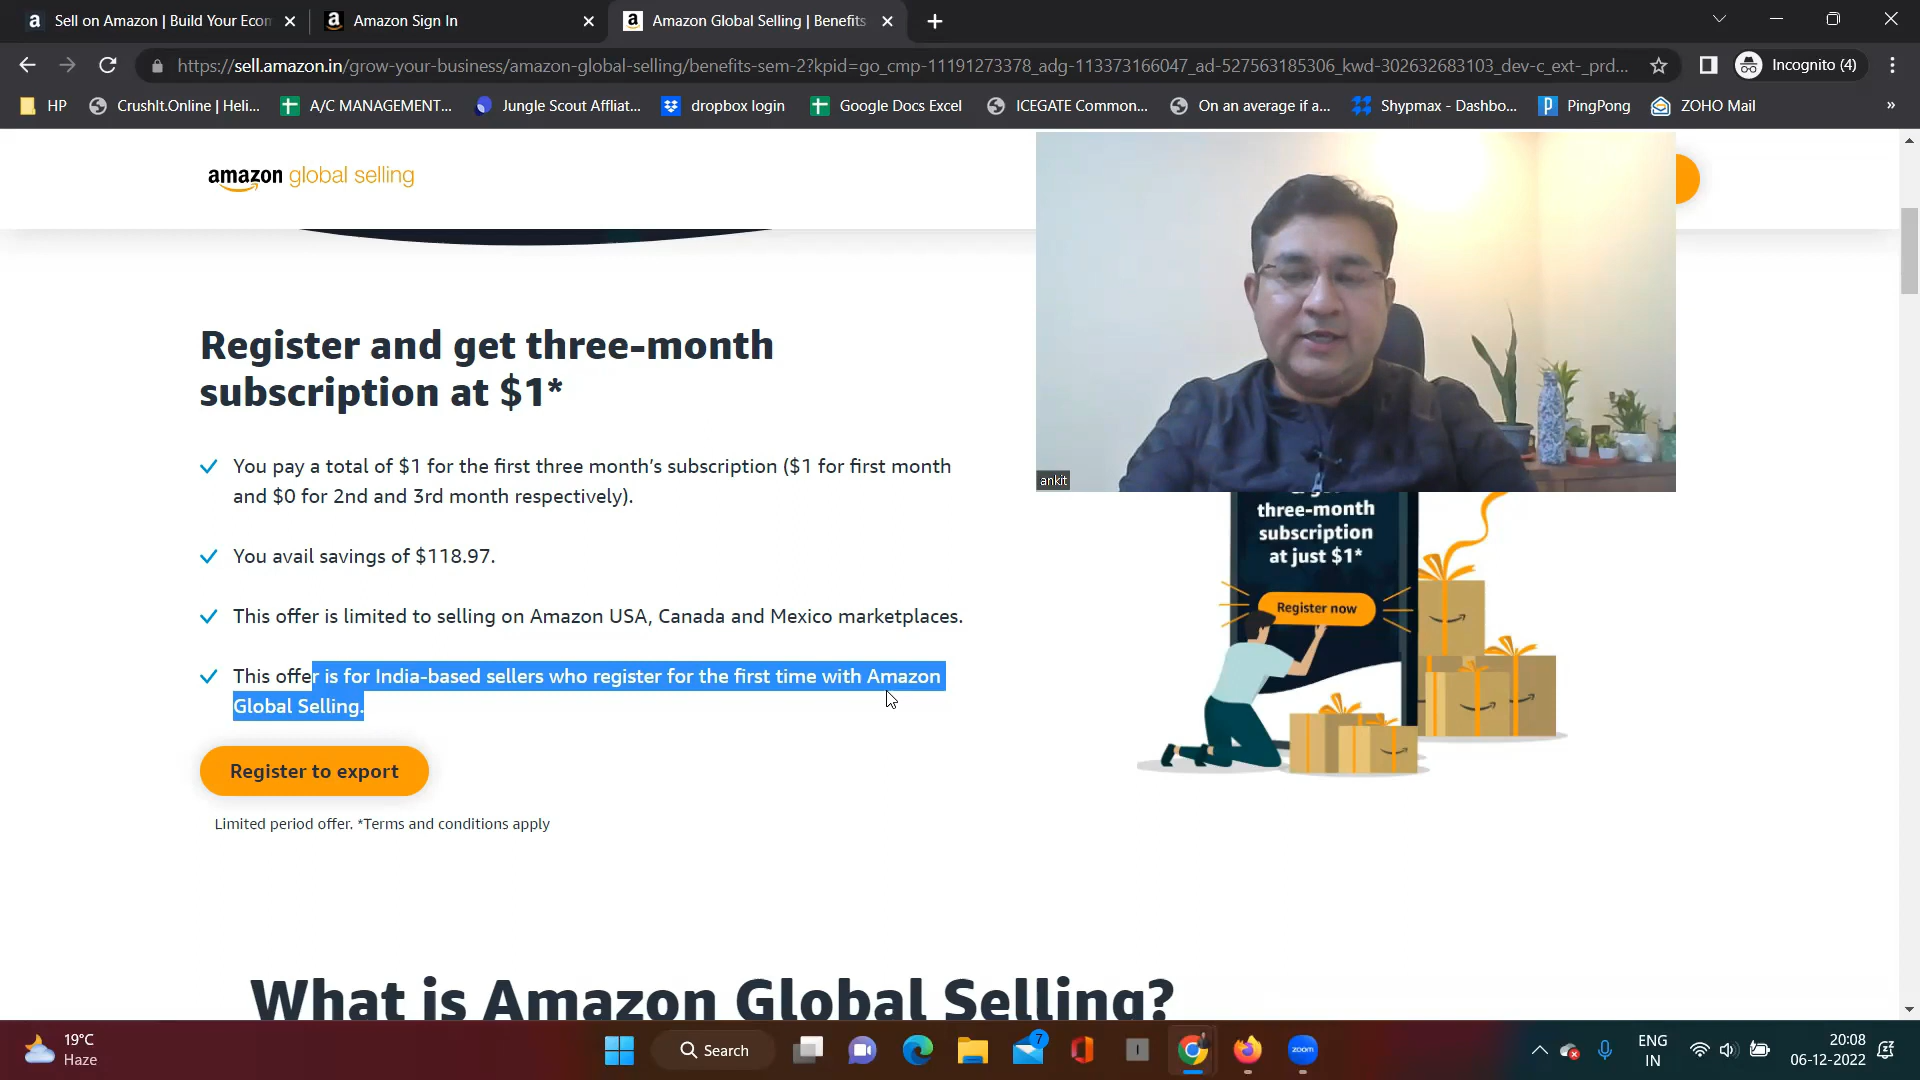 Sell on Amazon | Build Your Ecom
Amazon Sign In
Amazon Global Selling | Benefits
https://sell.amazon.in/grow-your-business/amazon-global-selling/benefits-sem-2?kpid=go_cmp-11191273378_adg-113373166047_ad-527563185306_kwd-302632683103_dev-c_ext-_prd...
Incognito (4)
HP
CrushIt.Online | Heli...
A/C MANAGEMENT...
Jungle Scout Affliat...
dropbox login
Google Docs Excel
ICEGATE Common...
On an average if a...
Shypmax - Dashbo...
PingPong
ZOHO Mail
amazon global selling
Register and get three-month
subscription at $1*
You pay a total of $1 for the first three month's subscription ($1 for first month
and $0 for 2nd and 3rd month respectively).
You avail savings of $118.97.
This offer is limited to selling on Amazon USA, Canada and Mexico marketplaces.
This offer is for India-based sellers who register for the first time with Amazon
Global Selling.
Register to export
Limited period offer. *Terms and conditions apply
ankit
three-month
subscription
at just $1*
Register now
What is Amazon Global Selling?
19°C
Haze
Search
7
zoom
ENG
IN
20:08
06-12-2022